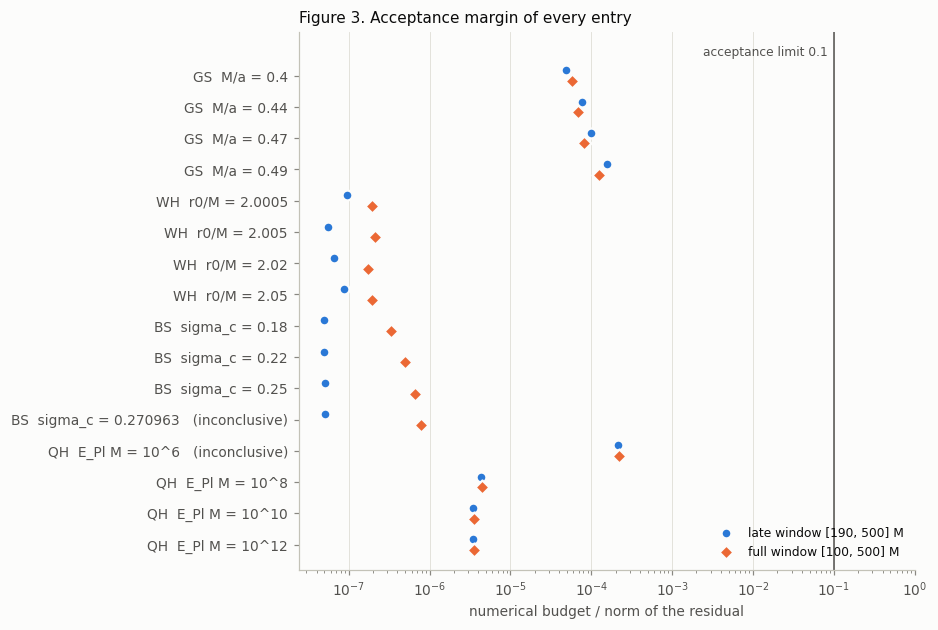 Figure 3. Acceptance margin of every entry
acceptance limit 0.1
GS  M/a = 0.4
GS  M/a = 0.44
GS  M/a = 0.47
GS  M/a = 0.49
WH  r0/M = 2.0005
WH  r0/M = 2.005
WH  r0/M = 2.02
WH  r0/M = 2.05
BS  sigma_c = 0.18
BS  sigma_c = 0.22
BS  sigma_c = 0.25
BS  sigma_c = 0.270963   (inconclusive)
QH  E_Pl M = 10^6   (inconclusive)
QH  E_Pl M = 10^8
QH  E_Pl M = 10^10
QH  E_Pl M = 10^12
late window [190, 500] M
full window [100, 500] M
10⁻⁷ 10⁻⁶ 10⁻⁵ 10⁻⁴ 10⁻³ 10⁻² 10⁻¹ 10⁰
numerical budget / norm of the residual